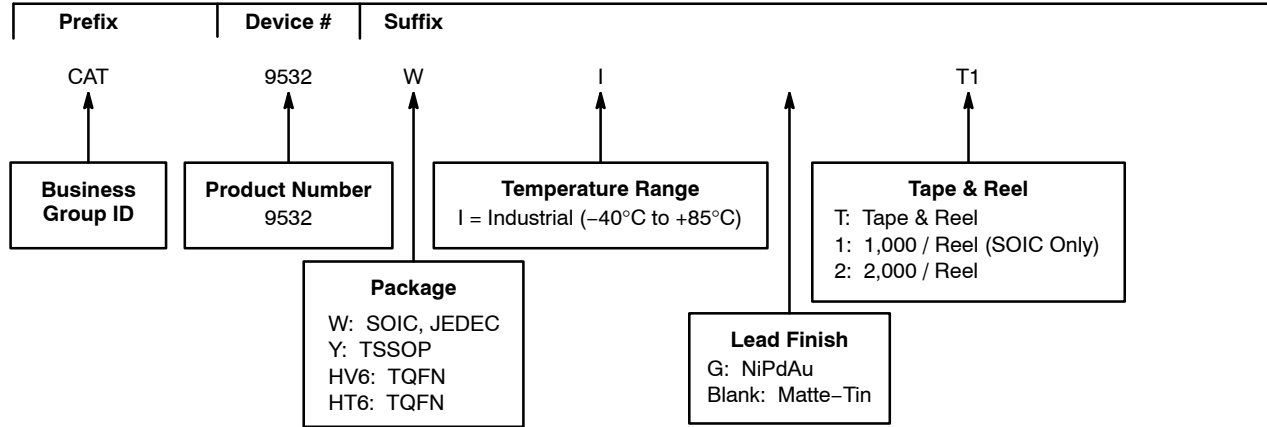 Prefix
Device #
Suffix
CAT
9532
W
I
T1
Business
Group ID
Product Number
9532
Temperature Range
I = Industrial (−40°C to +85°C)
Tape & Reel
T: Tape & Reel
1: 1,000 / Reel (SOIC Only)
2: 2,000 / Reel
Package
W: SOIC, JEDEC
Y: TSSOP
HV6: TQFN
HT6: TQFN
Lead Finish
G: NiPdAu
Blank: Matte−Tin